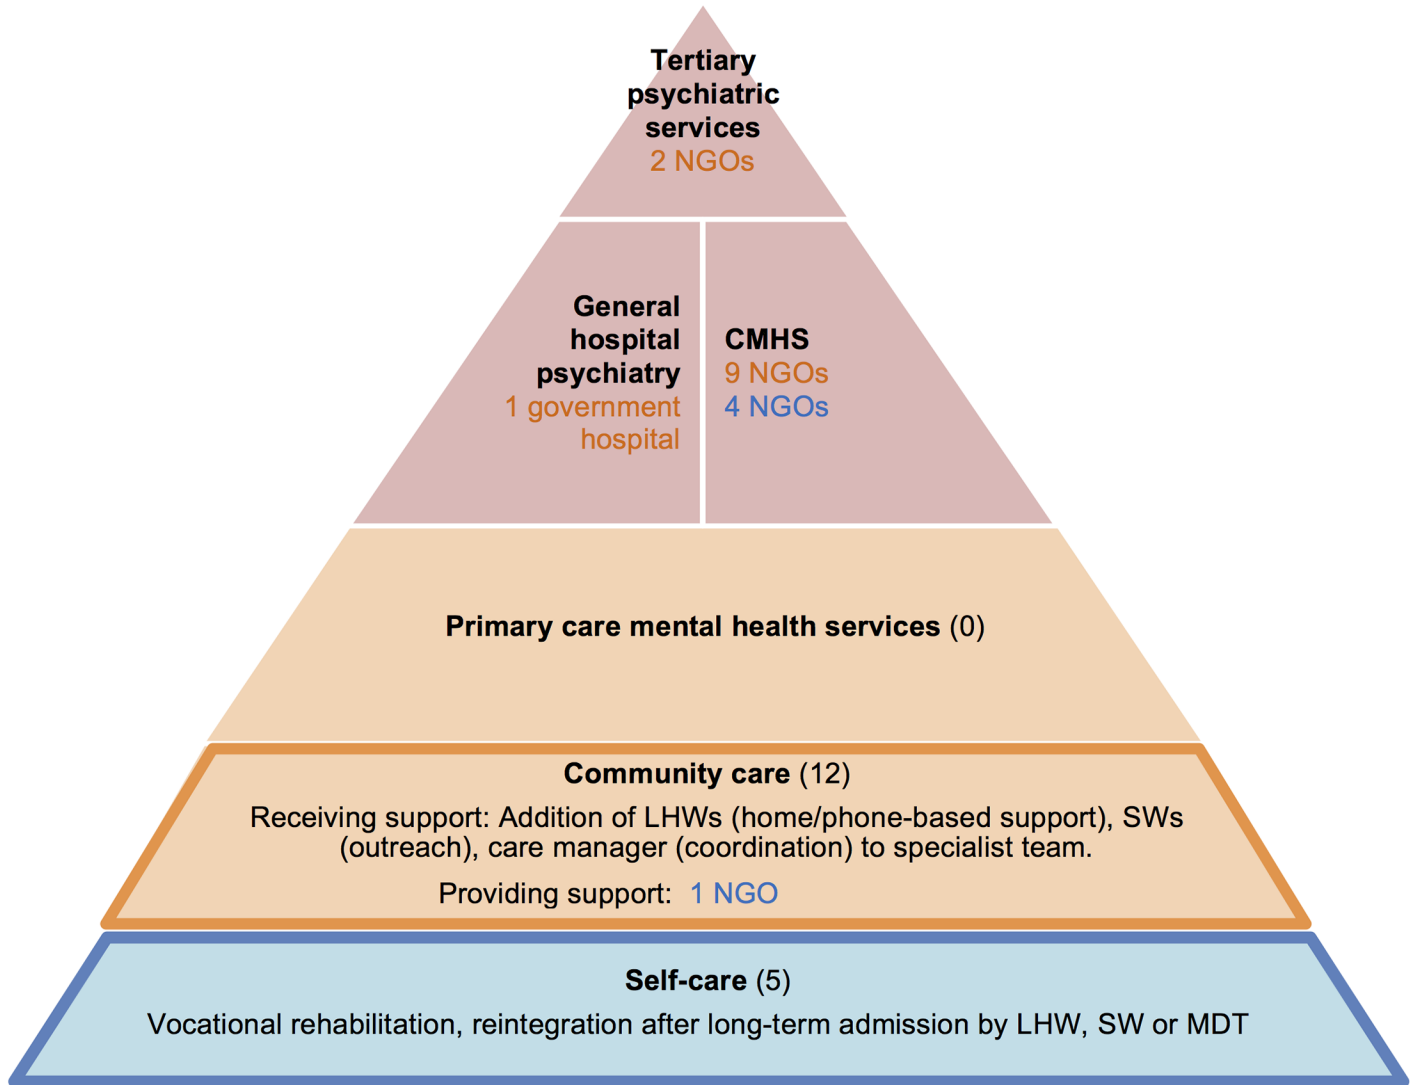 Tertiary
psychiatric
services
2 NGOs
General
hospital
psychiatry
1 government
hospital
CMHS
9 NGOs
4 NGOs
Primary care mental health services (0)
Community care (12)
Receiving support: Addition of LHWs (home/phone-based support), SWs
(outreach), care manager (coordination) to specialist team.
Providing support: 1 NGO
Self-care (5)
Vocational rehabilitation, reintegration after long-term admission by LHW, SW or MDT